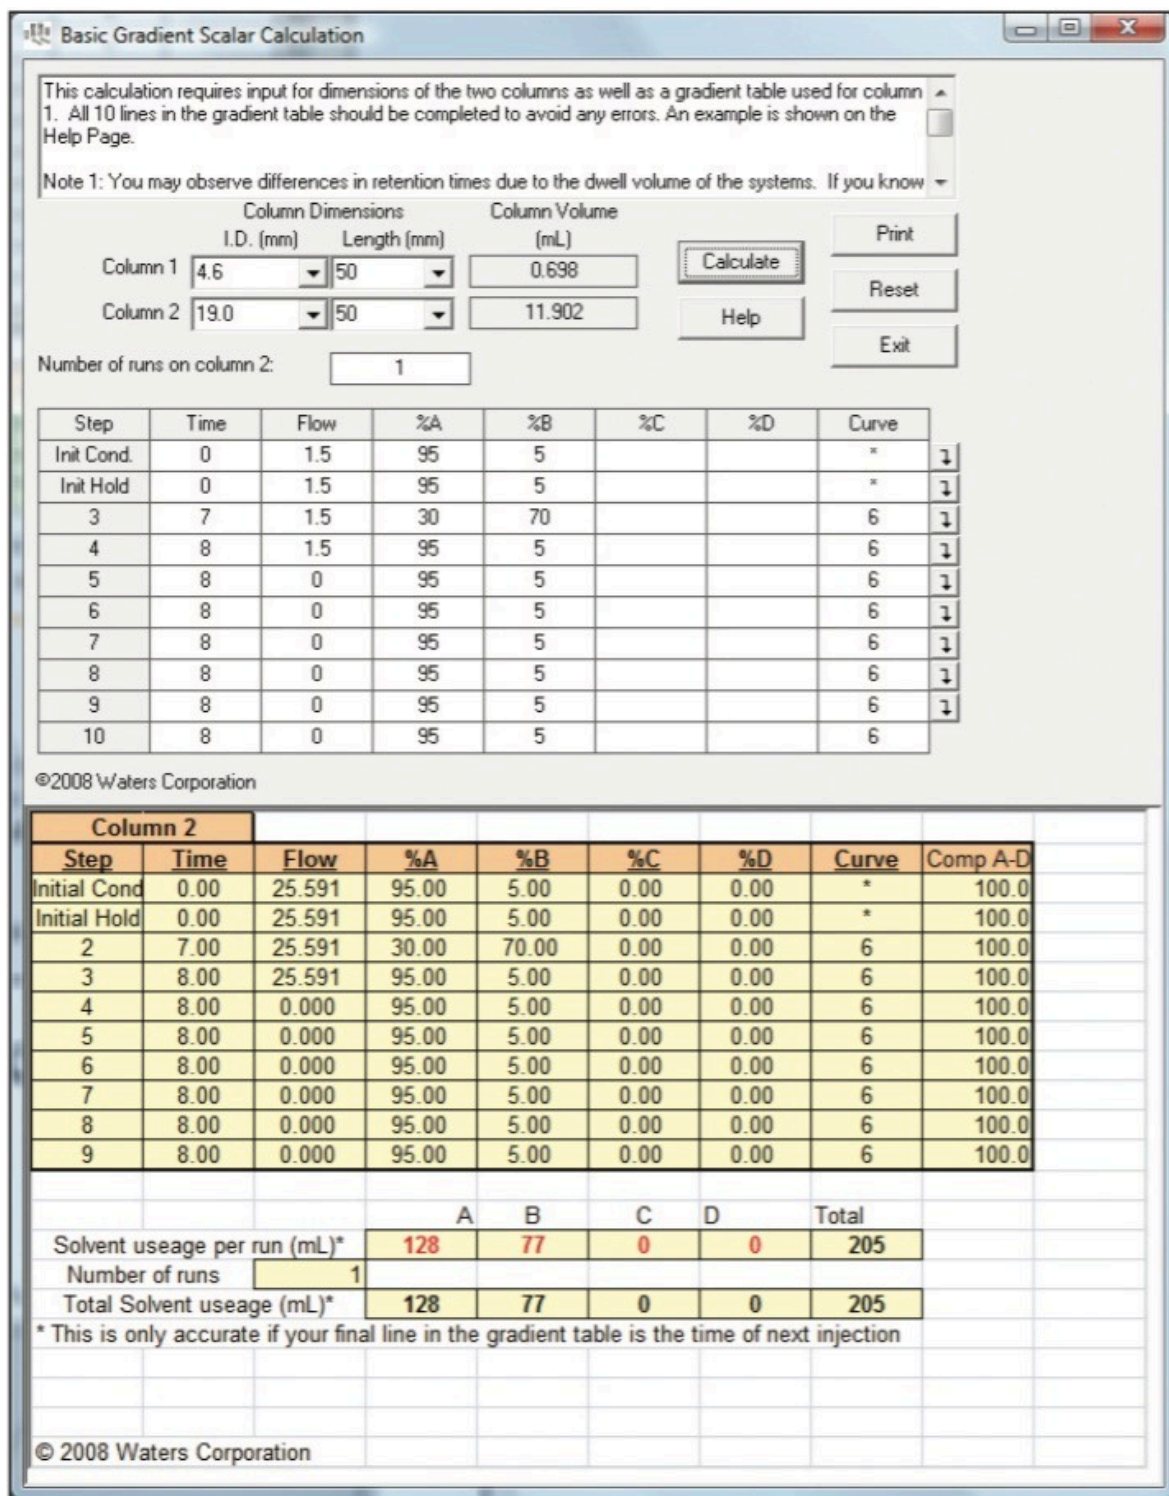 Basic Gradient Scalar Calculation
This calculation requires input for dimensions of the two columns as well as a gradient table used for column
1. All 10 lines in the gradient table should be completed to avoid any errors. An example is shown on the
Help Page.
Note 1: You may observe differences in retention times due to the dwell volume of the systems. If you know
Column Dimensions Column Volume
I.D. (mm) Length (mm) (mL) Print
Column 1 4.6 50 0.698 Calculate
Reset
Column 2 19.0 50 11.902 Help
Exit
Number of runs on column 2: 1
Step Time Flow %A %B %C %D Curve
Init Cond. 0 1.5 95 5 *
Init Hold 0 1.5 95 5 *
3 7 1.5 30 70 6
4 8 1.5 95 5 6
5 8 0 95 5 6
6 8 0 95 5 6
7 8 0 95 5 6
8 8 0 95 5 6
9 8 0 95 5 6
10 8 0 95 5 6
©2008 Waters Corporation
Column 2
Step Time Flow %A %B %C %D Curve Comp A-D
Initial Cond 0.00 25.591 95.00 5.00 0.00 0.00 * 100.0
Initial Hold 0.00 25.591 95.00 5.00 0.00 0.00 * 100.0
2 7.00 25.591 30.00 70.00 0.00 0.00 6 100.0
3 8.00 25.591 95.00 5.00 0.00 0.00 6 100.0
4 8.00 0.000 95.00 5.00 0.00 0.00 6 100.0
5 8.00 0.000 95.00 5.00 0.00 0.00 6 100.0
6 8.00 0.000 95.00 5.00 0.00 0.00 6 100.0
7 8.00 0.000 95.00 5.00 0.00 0.00 6 100.0
8 8.00 0.000 95.00 5.00 0.00 0.00 6 100.0
9 8.00 0.000 95.00 5.00 0.00 0.00 6 100.0
A B C D Total
Solvent useage per run (mL)* 128 77 0 0 205
Number of runs 1
Total Solvent useage (mL)* 128 77 0 0 205
* This is only accurate if your final line in the gradient table is the time of next injection
© 2008 Waters Corporation